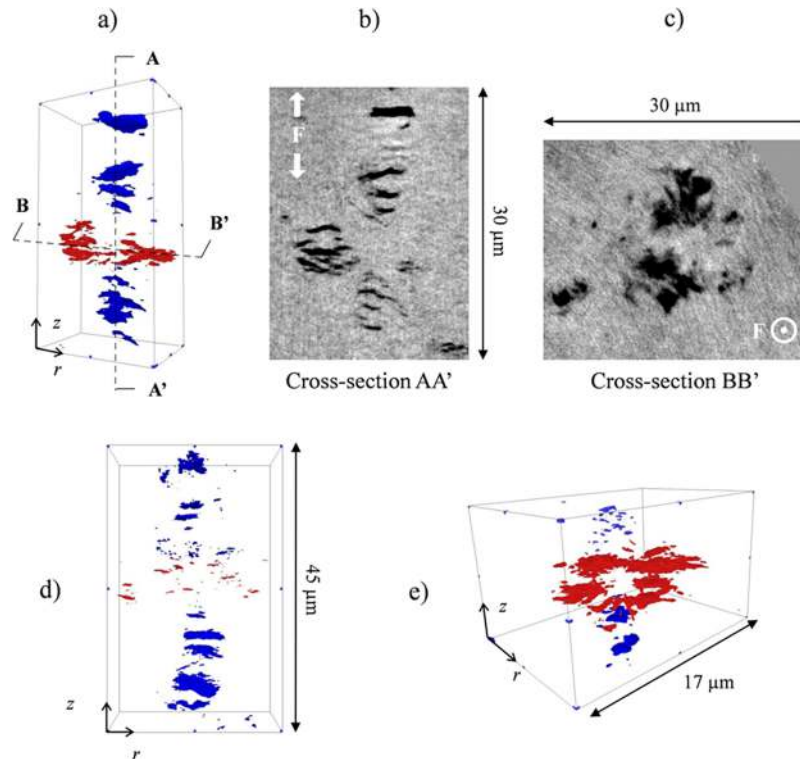 a)
b)
c)
A
B
B'
z
r
A'
F
30 μm
Cross-section AA'
30 μm
F
Cross-section BB'
d)
45 μm
z
r
e)
z
r
r
17 μm